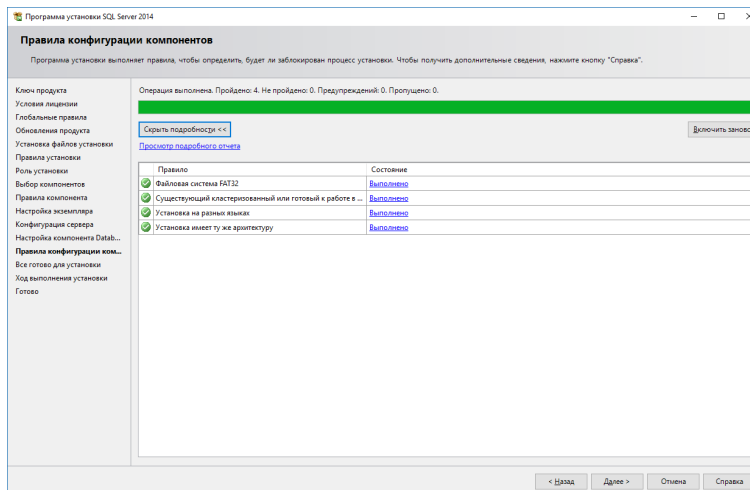 Программа установки SQL Server 2014
Правила конфигурации компонентов
Программа установки выполняет правила, чтобы определить, будет ли заблокирован процесс установки. Чтобы получить дополнительные сведения, нажмите кнопку "Справка".
Ключ продукта
Условия лицензии
Глобальные правила
Обновления продукта
Установка файлов установки
Правила установки
Роль установки
Выбор компонентов
Правила компонента
Настройка экземпляра
Конфигурация сервера
Настройка компонента Datab...
Правила конфигурации ком...
Все готово для установки
Ход выполнения установки
Готово
Операция выполнена. Пройдено: 4. Не пройдено: 0. Предупреждений: 0. Пропущено: 0.
Скрыть подробности <<
Включить заново
Просмотр подробного отчета
Правило Состояние
Файловая система FAT32 Выполнено
Существующий кластеризованный или готовый к работе в ... Выполнено
Установка на разных языках Выполнено
Установка имеет ту же архитектуру Выполнено
< Назад Далее > Отмена Справка